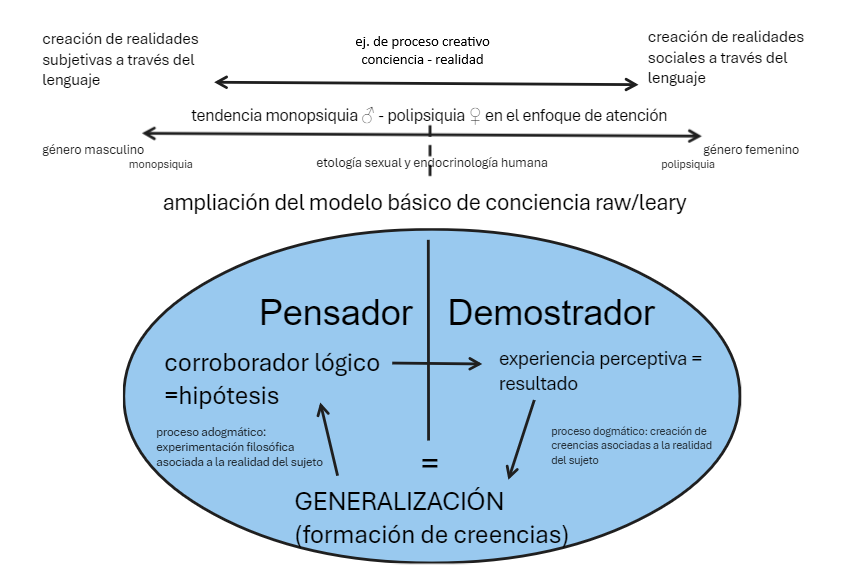 creación de realidades
subjetivas a través del
lenguaje
ej. de proceso creativo
conciencia - realidad
creación de realidades
sociales a través del
lenguaje
tendencia monopsiquia ♂ - polipsiquia ♀ en el enfoque de atención
género masculino
monopsiquia
etología sexual y endocrinología humana
género femenino
polipsiquia
ampliación del modelo básico de conciencia raw/leary
Pensador
Demostrador
corroborador lógico
=hipótesis
experiencia perceptiva =
resultado
proceso adogmático:
experimentación filosófica
asociada a la realidad del sujeto
proceso dogmático: creación de
creencias asociadas a la realidad
del sujeto
=
GENERALIZACIÓN
(formación de creencias)